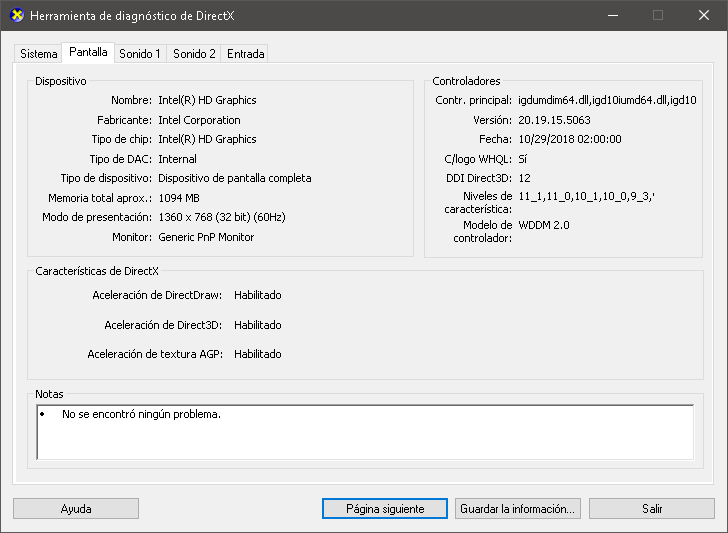 Herramienta de diagnóstico de DirectX
Sistema Pantalla Sonido 1 Sonido 2 Entrada
Dispositivo
Nombre: Intel(R) HD Graphics
Fabricante: Intel Corporation
Tipo de chip: Intel(R) HD Graphics
Tipo de DAC: Internal
Tipo de dispositivo: Dispositivo de pantalla completa
Memoria total aprox.: 1094 MB
Modo de presentación: 1360 x 768 (32 bit) (60Hz)
Monitor: Generic PnP Monitor
Controladores
Contr. principal: igdumdim64.dll,igd10iumd64.dll,igd10
Versión: 20.19.15.5063
Fecha: 10/29/2018 02:00:00
C/logo WHQL: Sí
DDI Direct3D: 12
Niveles de característica: 11_1,11_0,10_1,10_0,9_3,
Modelo de controlador: WDDM 2.0
Características de DirectX
Aceleración de DirectDraw: Habilitado
Aceleración de Direct3D: Habilitado
Aceleración de textura AGP: Habilitado
Notas
• No se encontró ningún problema.
Ayuda Página siguiente Guardar la información... Salir